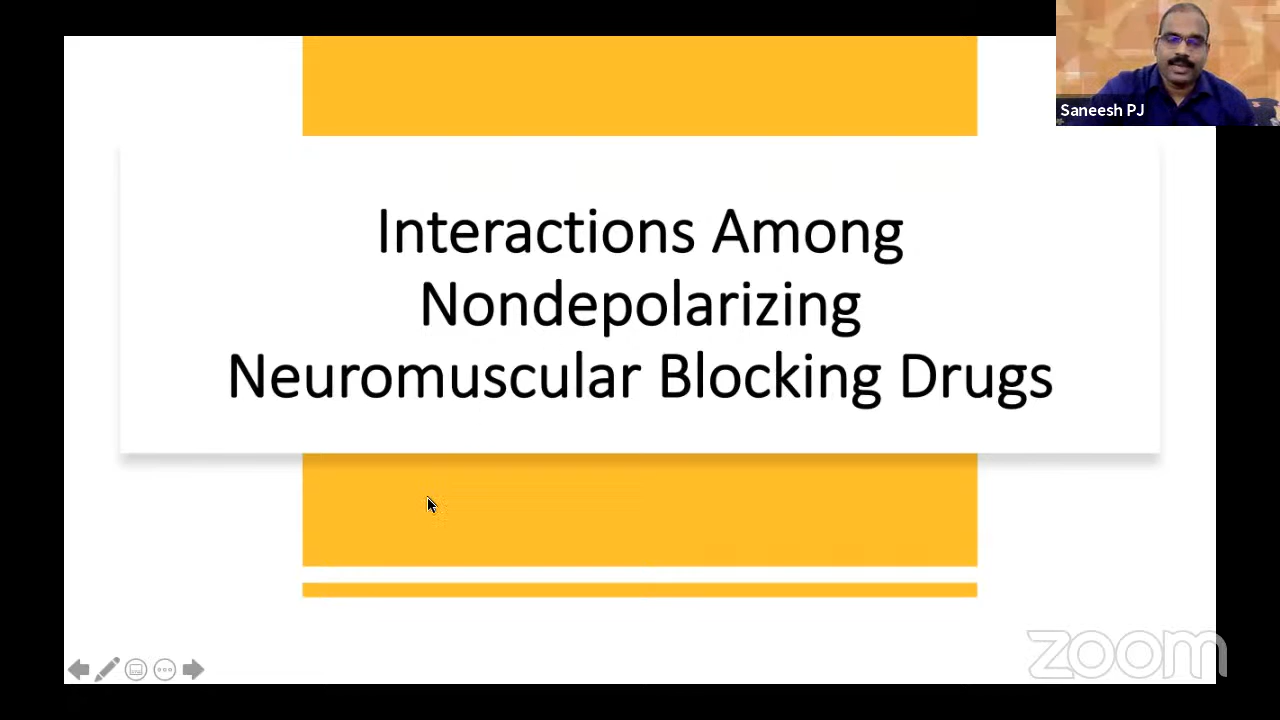 Saneesh PJ
Interactions Among
Nondepolarizing
Neuromuscular Blocking Drugs
zoom